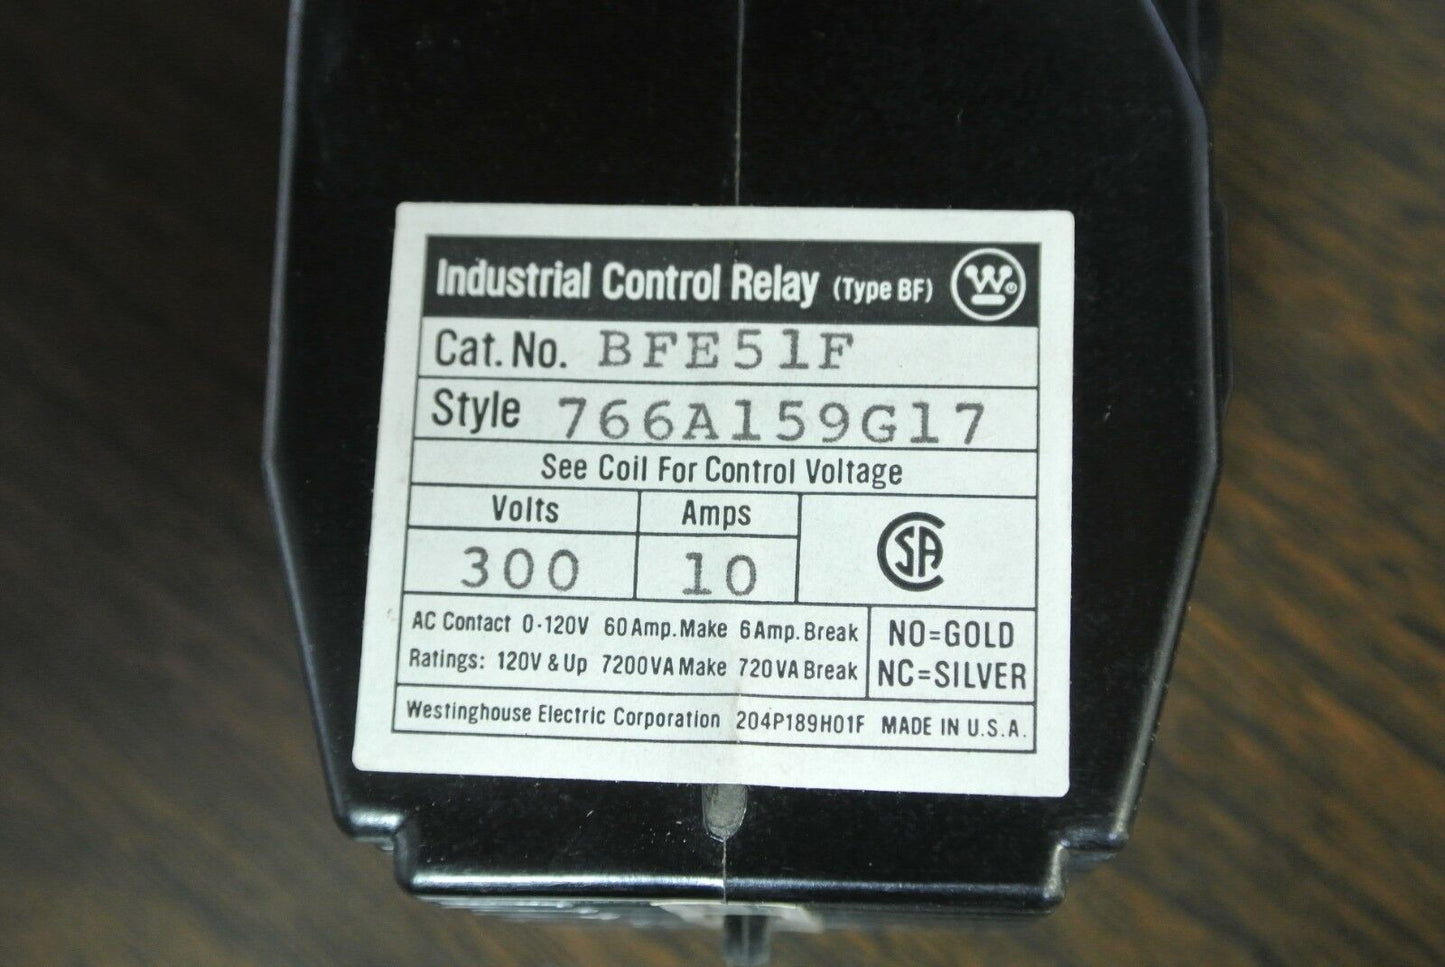 Industrial Control Relay (Type BF) W®
Cat. No. BFE51F
Style 766A159G17
See Coil For Control Voltage
Volts Amps
300 10 CSA
AC Contact 0-120V 60 Amp. Make 6 Amp. Break
Ratings: 120V & Up 7200VA Make 720VA Break
NO=GOLD
NC=SILVER
Westinghouse Electric Corporation 204P189H01F MADE IN U.S.A.